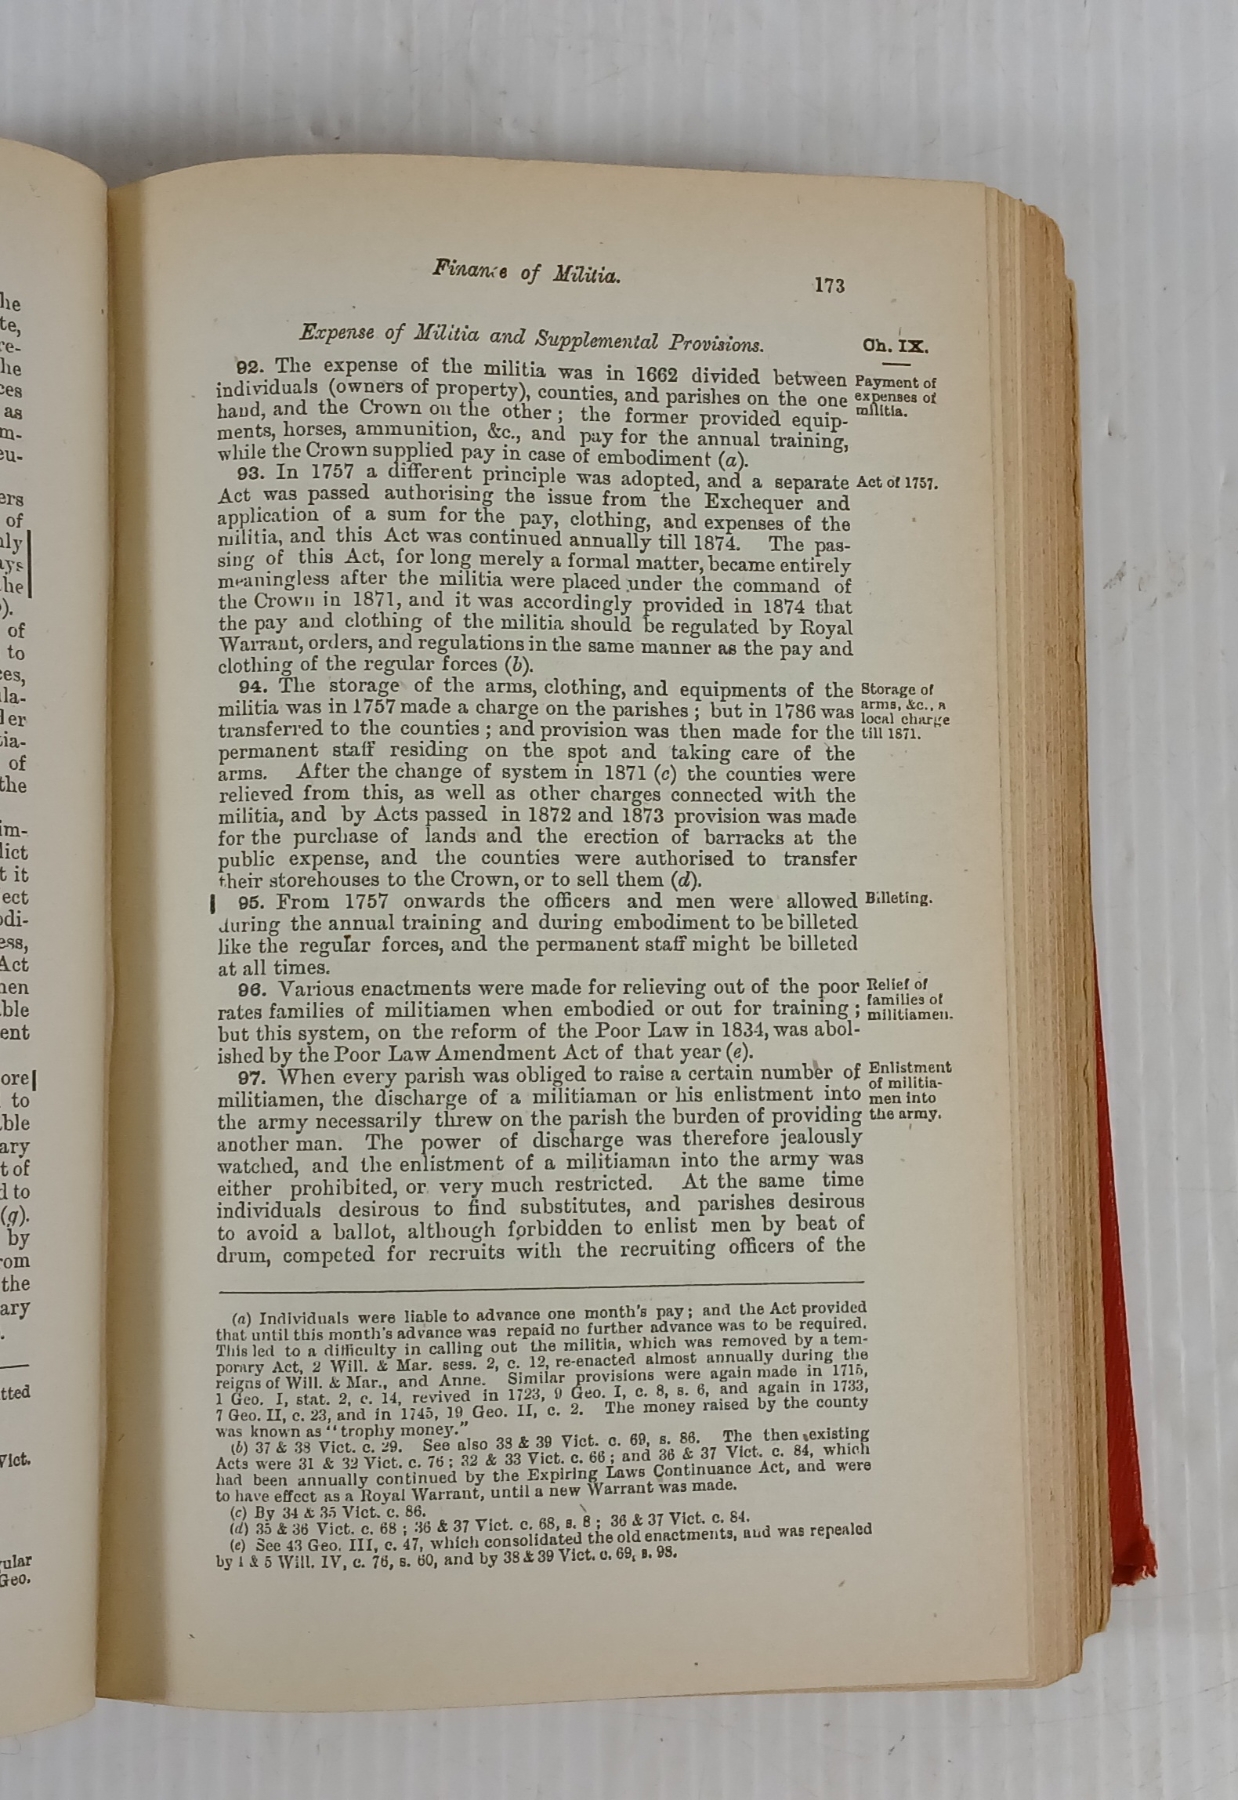 Finance of Militia.
173
Expense of Militia and Supplemental Provisions.
Ch. IX.
92. The expense of the militia was in 1662 divided between
individuals (owners of property), counties, and parishes on the one
hand, and the Crown on the other; the former provided equip-
ments, horses, ammunition, &c., and pay for the annual training,
while the Crown supplied pay in case of embodiment (a).
Payment of
expenses of
militia.
93. In 1757 a different principle was adopted, and a separate
Act was passed authorising the issue from the Exchequer and
application of a sum for the pay, clothing, and expenses of the
militia, and this Act was continued annually till 1874. The pas-
sing of this Act, for long merely a formal matter, became entirely
meaningless after the militia were placed under the command of
the Crown in 1871, and it was accordingly provided in 1874 that
the pay and clothing of the militia should be regulated by Royal
Warrant, orders, and regulations in the same manner as the pay and
clothing of the regular forces (b).
Act of 1757.
94. The storage of the arms, clothing, and equipments of the
militia was in 1757 made a charge on the parishes; but in 1786 was
transferred to the counties; and provision was then made for the
permanent staff residing on the spot and taking care of the
arms. After the change of system in 1871 (c) the counties were
relieved from this, as well as other charges connected with the
militia, and by Acts passed in 1872 and 1873 provision was made
for the purchase of lands and the erection of barracks at the
public expense, and the counties were authorised to transfer
their storehouses to the Crown, or to sell them (d).
Storage of
arms, &c., a
local charge
till 1871.
95. From 1757 onwards the officers and men were allowed
during the annual training and during embodiment to be billeted
like the regular forces, and the permanent staff might be billeted
at all times.
Billeting.
96. Various enactments were made for relieving out of the poor
rates families of militiamen when embodied or out for training;
but this system, on the reform of the Poor Law in 1834, was abol-
ished by the Poor Law Amendment Act of that year (e).
Relief of
families of
militiamen.
97. When every parish was obliged to raise a certain number of
militiamen, the discharge of a militiaman or his enlistment into
the army necessarily threw on the parish the burden of providing
another man. The power of discharge was therefore jealously
watched, and the enlistment of a militiaman into the army was
either prohibited, or very much restricted. At the same time
individuals desirous to find substitutes, and parishes desirous
to avoid a ballot, although forbidden to enlist men by beat of
drum, competed for recruits with the recruiting officers of the
Enlistment
of militia-
men into
the army.
(a) Individuals were liable to advance one month's pay; and the Act provided
that until this month's advance was repaid no further advance was to be required.
This led to a difficulty in calling out the militia, which was removed by a tem-
porary Act, 2 Will. & Mar. sess. 2, c. 12, re-enacted almost annually during the
reigns of Will. & Mar., and Anne. Similar provisions were again made in 1715,
1 Geo. I, stat. 2, c. 14, revived in 1723, 9 Geo. I, c. 8, s. 6, and again in 1733,
7 Geo. II, c. 23, and in 1745, 19 Geo. II, c. 2. The money raised by the county
was known as "trophy money."
(b) 37 & 38 Vict. c. 29. See also 38 & 39 Vict. c. 69, s. 86. The then existing
Acts were 31 & 32 Vict. c. 76; 32 & 33 Vict. c. 66; and 36 & 37 Vict. c. 84, which
had been annually continued by the Expiring Laws Continuance Act, and were
to have effect as a Royal Warrant, until a new Warrant was made.
(c) By 34 & 35 Vict. c. 86.
(d) 35 & 36 Vict. c. 68; 36 & 37 Vict. c. 68, s. 8; 36 & 37 Vict. c. 84.
(e) See 43 Geo. III, c. 47, which consolidated the old enactments, and was repealed
by 4 & 5 Will. IV, c. 76, s. 60, and by 38 & 39 Vict. c. 69, s. 98.